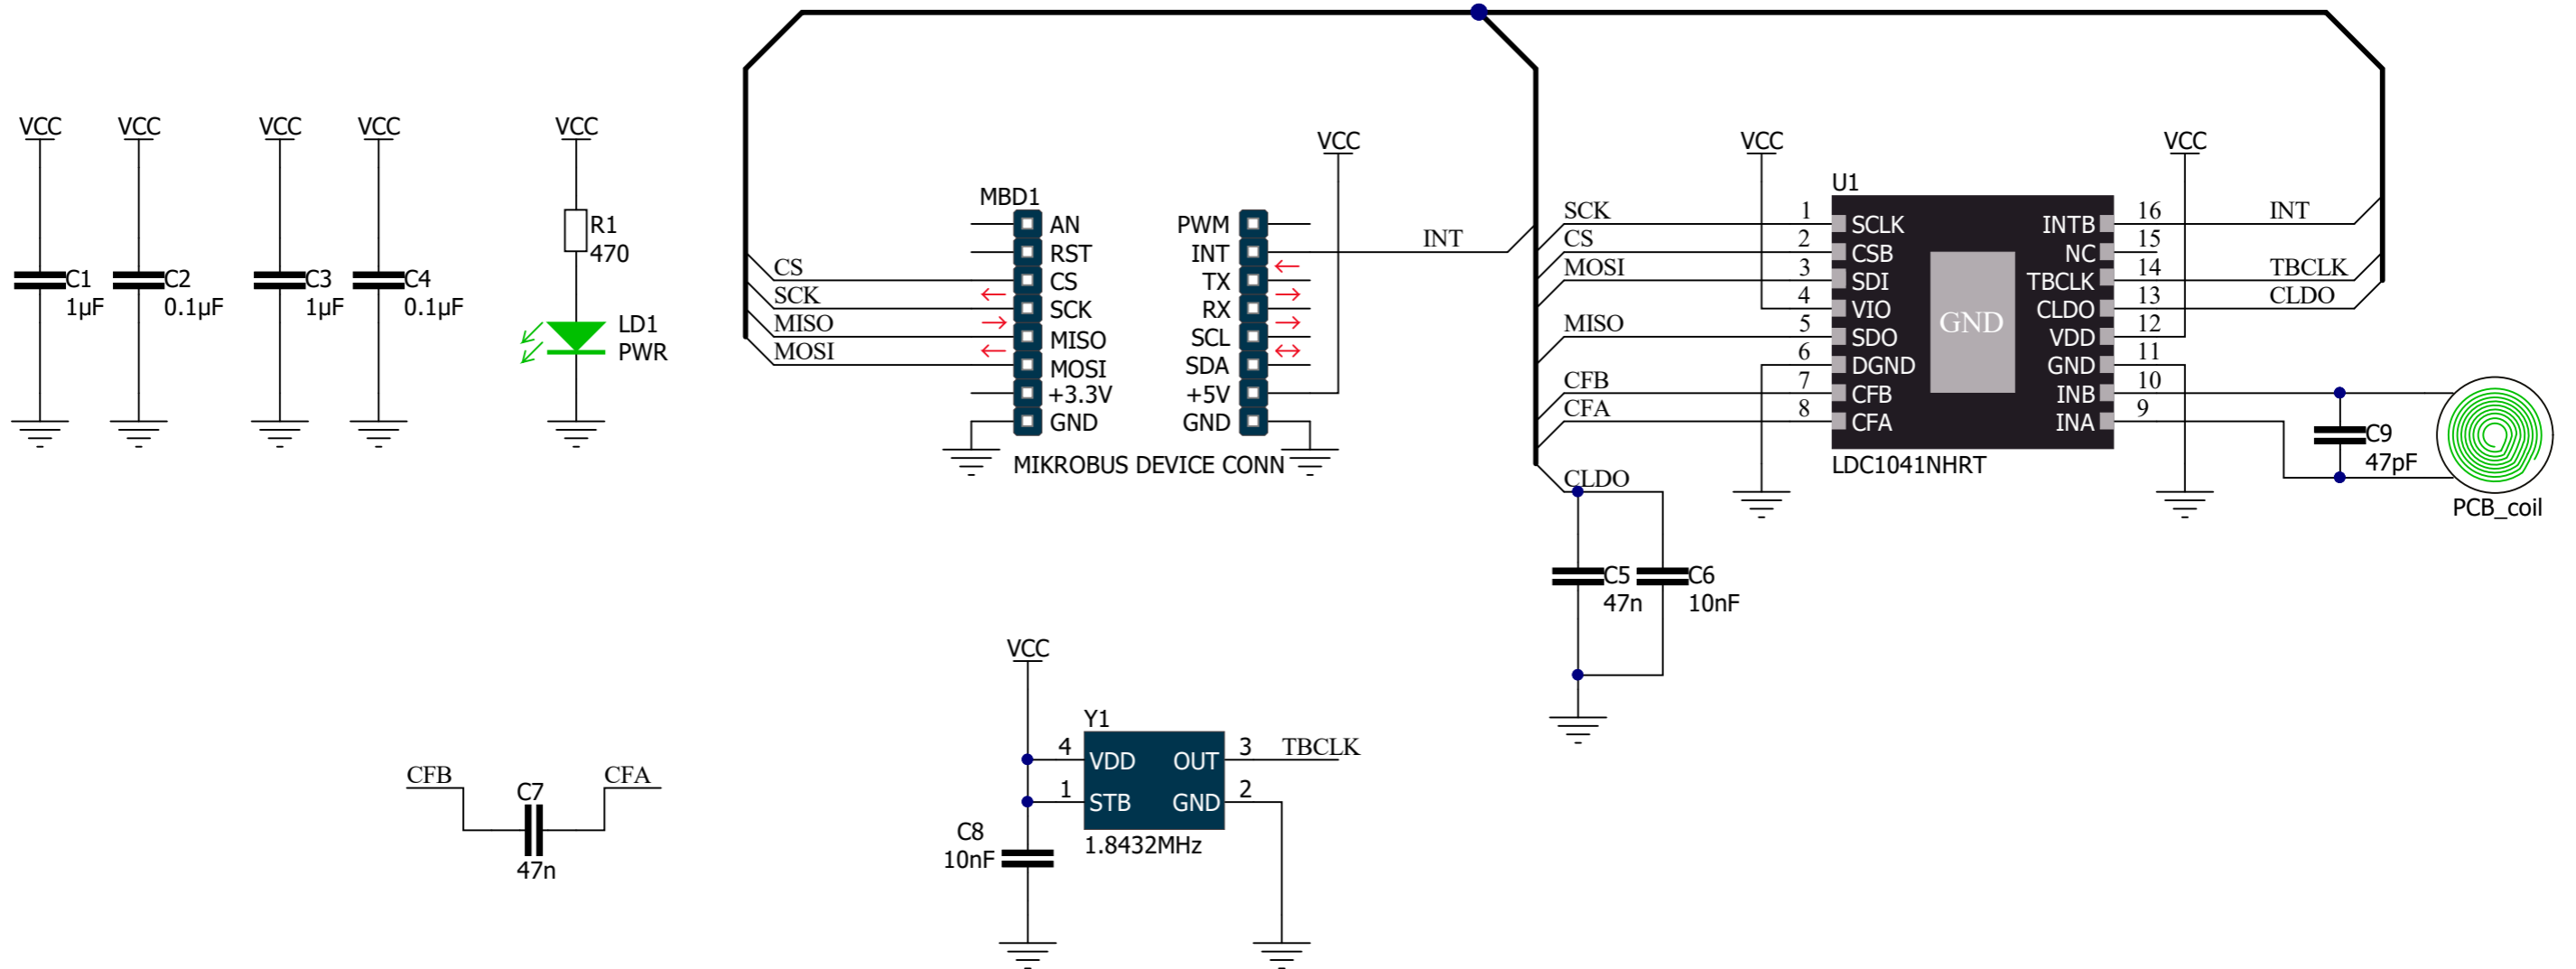 VCC
VCC
VCC
VCC
VCC
C1
1µF
C2
0.1µF
C3
1µF
C4
0.1µF
R1
470
LD1
PWR
CS
SCK
MISO
MOSI
MBD1
AN
RST
CS
SCK
MISO
MOSI
+3.3V
GND
PWM
INT
TX
RX
SCL
SDA
+5V
GND
MIKROBUS DEVICE CONN
VCC
INT
SCK
CS
MOSI
MISO
CFB
CFA
CLDO
VCC
U1
1
2
3
4
5
6
7
8
SCLK
CSB
SDI
VIO
SDO
DGND
CFB
CFA
GND
INTB
NC
TBCLK
CLDO
VDD
GND
INB
INA
16
15
14
13
12
11
10
9
LDC1041NHRT
VCC
INT
TBCLK
CLDO
C9
47pF
PCB_coil
C5
47n
C6
10nF
CFB
C7
CFA
47n
VCC
Y1
4
VDD
OUT
3
TBCLK
1
STB
GND
2
1.8432MHz
C8
10nF